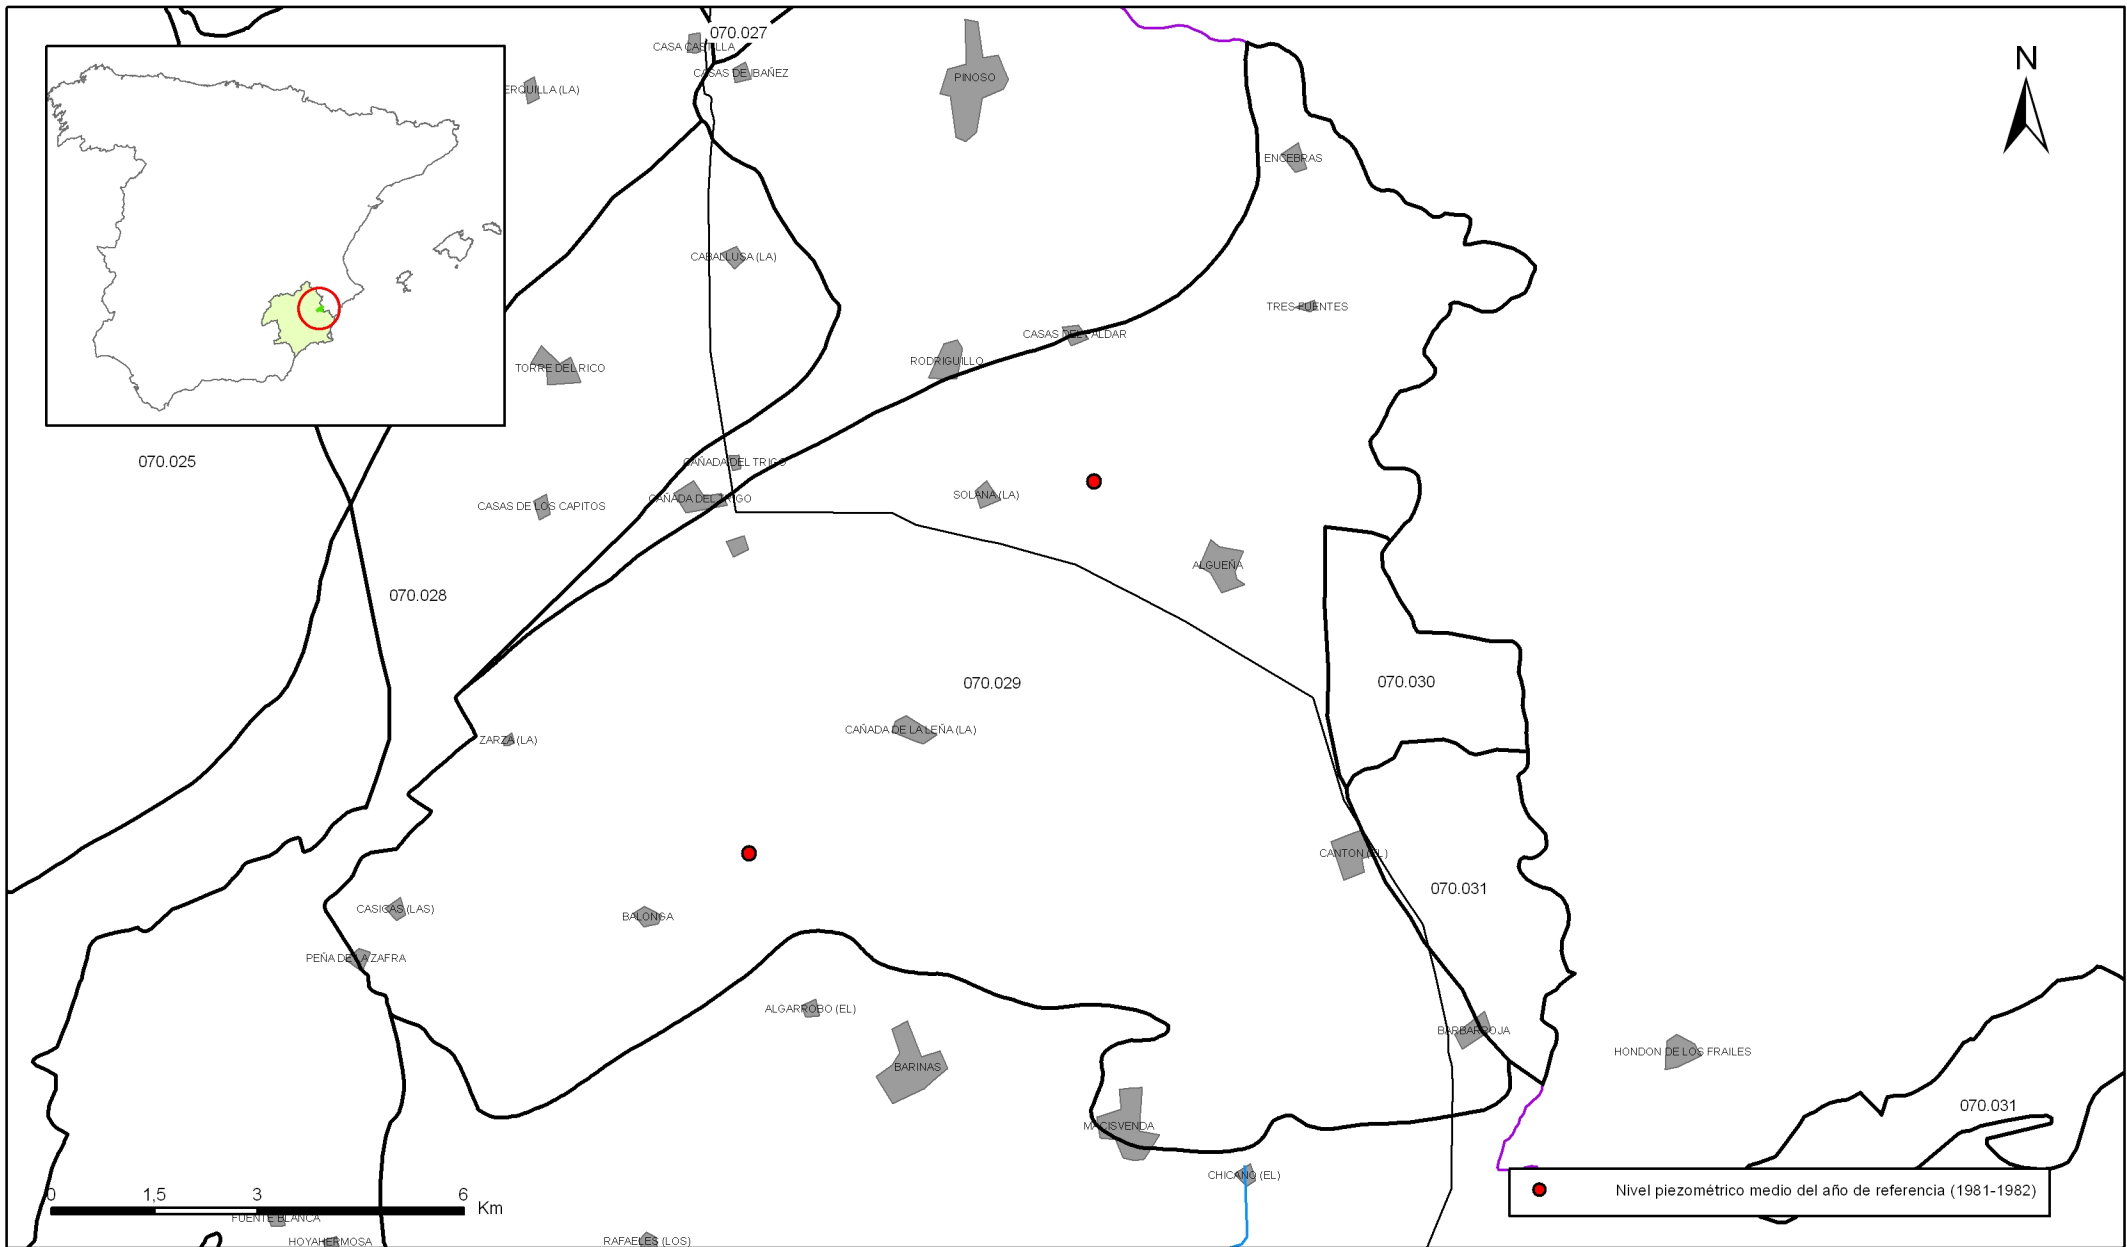 070.027
CASA CASTILLA
CASAS DE IBAÑEZ
ERQUILLA (LA)
PINOSO
N
ENCEBRAS
CABALLUSA (LA)
TRES FUENTES
CASAS DEL FALDAR
RODRIGUILLO
TORRE DEL RICO
070.025
CAÑADA DEL TRIGO
CAÑADA DEL TRIGO
SOLANA (LA)
CASAS DE LOS CAPITOS
ALGUEÑA
070.028
070.029
070.030
CAÑADA DE LA LEÑA (LA)
ZARZA (LA)
CANTON (EL)
070.031
CASICAS (LAS)
BALONGA
PEÑA DE LA ZAFRA
ALGARROBO (EL)
BARBARROJA
HONDON DE LOS FRAILES
BARINAS
070.031
MACISVENDA
CHICANO (EL)
0 1,5 3 6 Km
Nivel piezométrico medio del año de referencia (1981-1982)
FUENTE BLANCA
HOYAHERMOSA
RAFAELES (LOS)